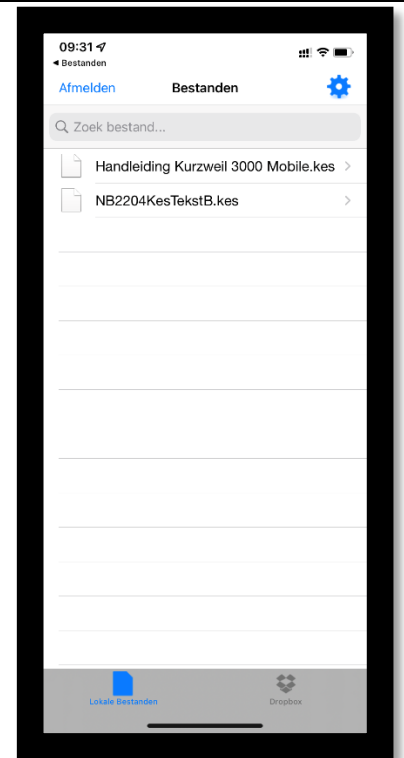 09:31
◀ Bestanden
Afmelden Bestanden
Zoek bestand...
Handleiding Kurzweil 3000 Mobile.kes
NB2204KesTekstB.kes
Lokale Bestanden Dropbox